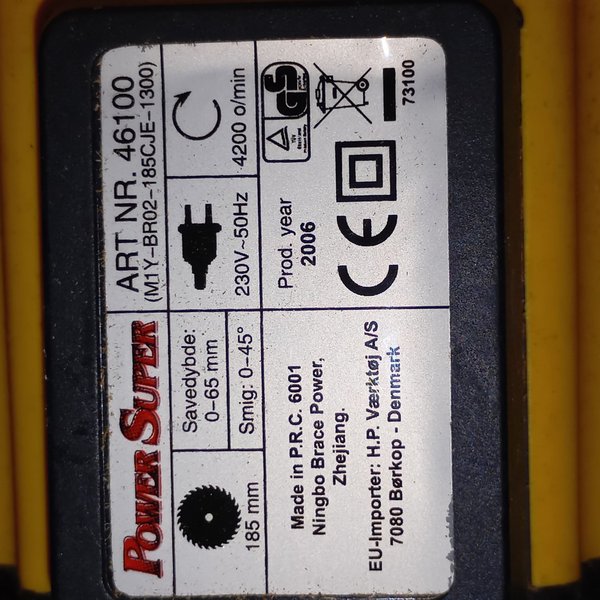 POWER SUPER
ART NR. 46100
(M1Y-BR02-185CJE-1300)
185 mm
Savedybde:
0-65 mm
Smig: 0-45°
230V~50Hz
4200 o/min
Made in P.R.C. 6001
Ningbo Brace Power,
Zhejiang.
EU-Importer: H.P. Værktøj A/S
7080 Børkop - Denmark
Prod. year
2006
CE
GS
73100